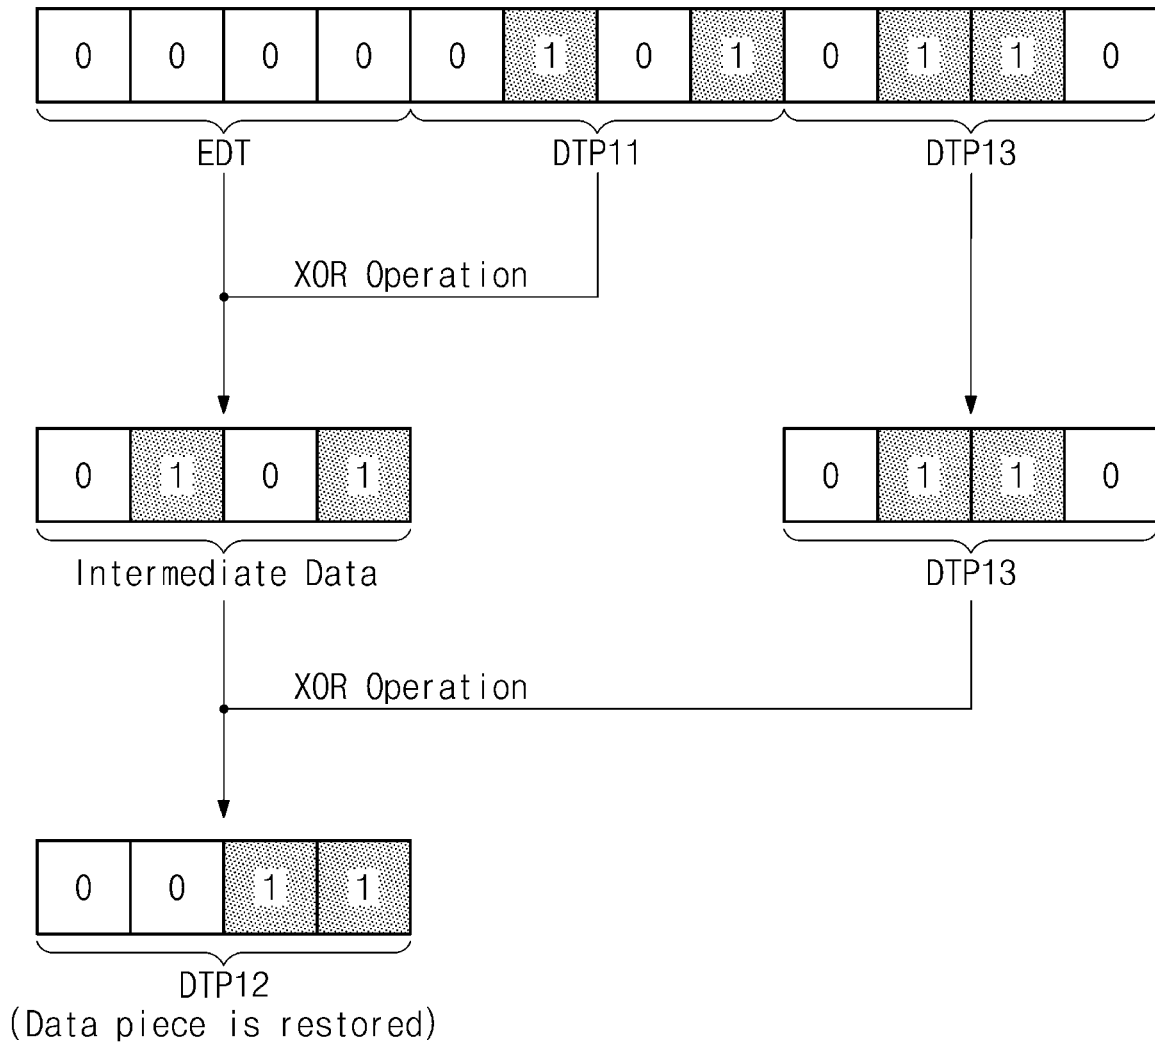 0 0 0 0 0 1 0 1 0 1 1 0
EDT DTP11 DTP13
XOR Operation
0 1 0 1 0 1 1 0
Intermediate Data DTP13
XOR Operation
0 0 1 1
DTP12
(Data piece is restored)